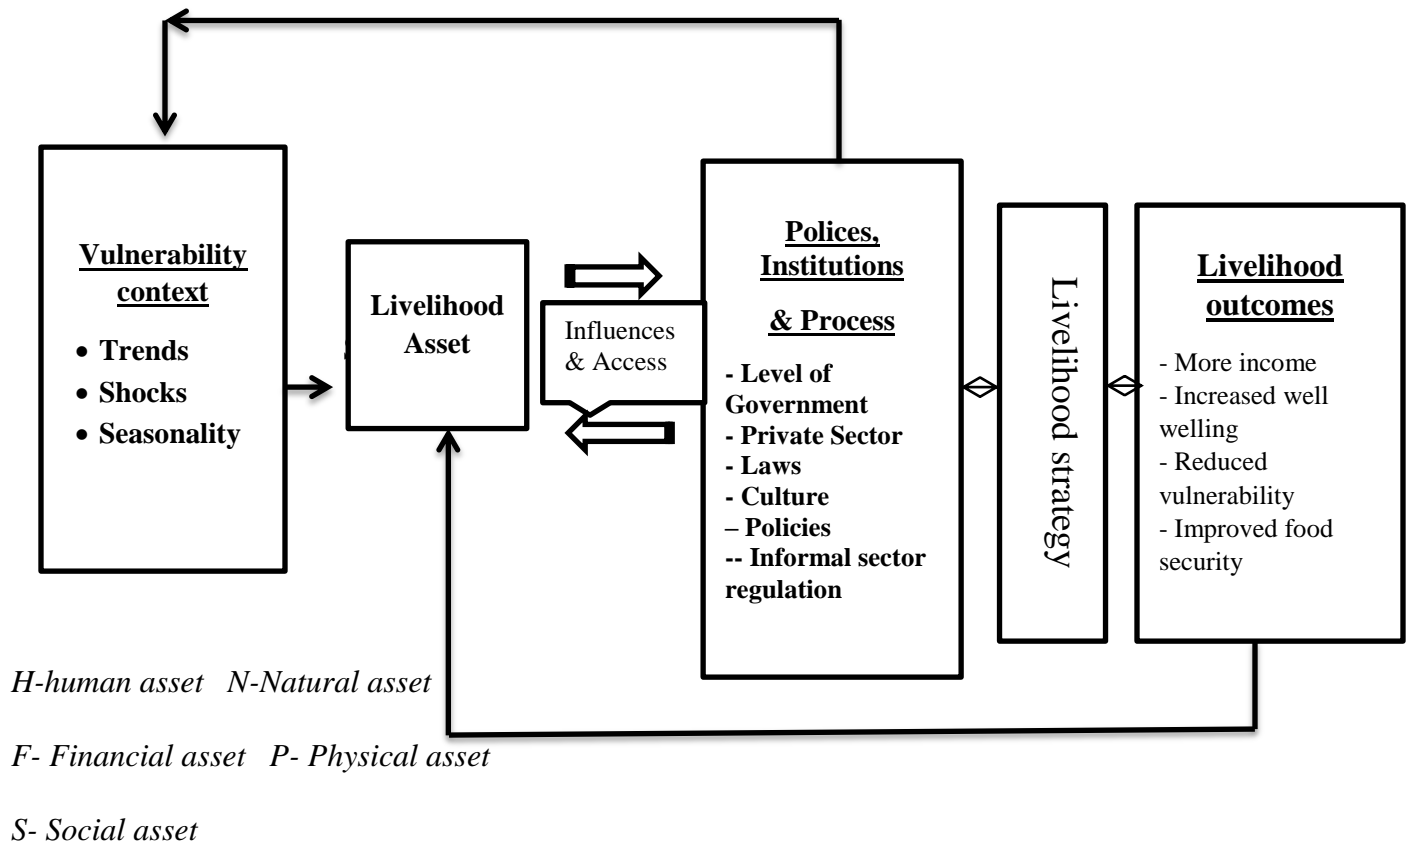 Vulnerability
context
• Trends
• Shocks
• Seasonality
Livelihood
Asset
Influences
& Access
Polices,
Institutions
& Process
- Level of
Government
- Private Sector
- Laws
- Culture
– Policies
-- Informal sector
regulation
Livelihood strategy
Livelihood
outcomes
- More income
- Increased well
welling
- Reduced
vulnerability
- Improved food
security
H-human asset N-Natural asset
F- Financial asset P- Physical asset
S- Social asset